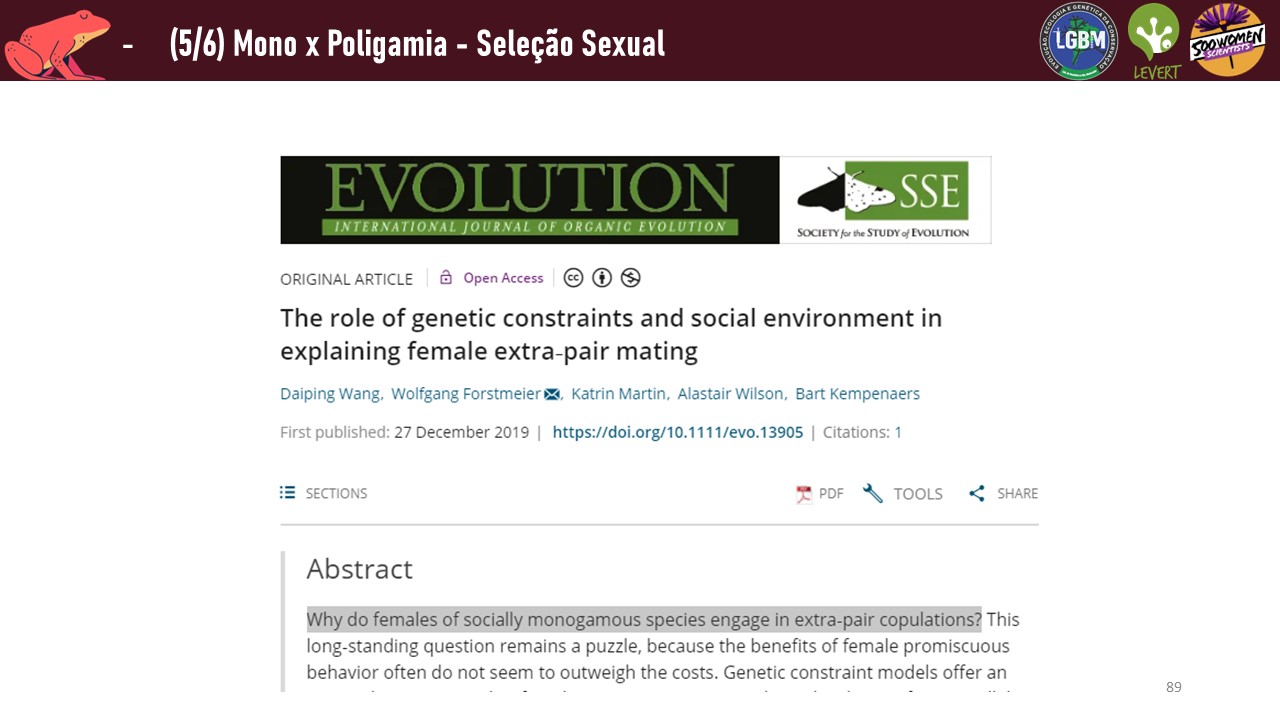 - (5/6) Mono x Poligamia - Seleção Sexual
LGBM
LEVERT
500 WOMEN
SCIENTISTS
EVOLUTION
INTERNATIONAL JOURNAL OF ORGANIC EVOLUTION
SSE
SOCIETY for the STUDY of EVOLUTION
ORIGINAL ARTICLE | Open Access | cc
The role of genetic constraints and social environment in
explaining female extra-pair mating
Daiping Wang, Wolfgang Forstmeier, Katrin Martin, Alastair Wilson, Bart Kempenaers
First published: 27 December 2019 | https://doi.org/10.1111/evo.13905 | Citations: 1
SECTIONS PDF TOOLS SHARE
Abstract
Why do females of socially monogamous species engage in extra-pair copulations? This
long-standing question remains a puzzle, because the benefits of female promiscuous
behavior often do not seem to outweigh the costs. Genetic constraint models offer an
89